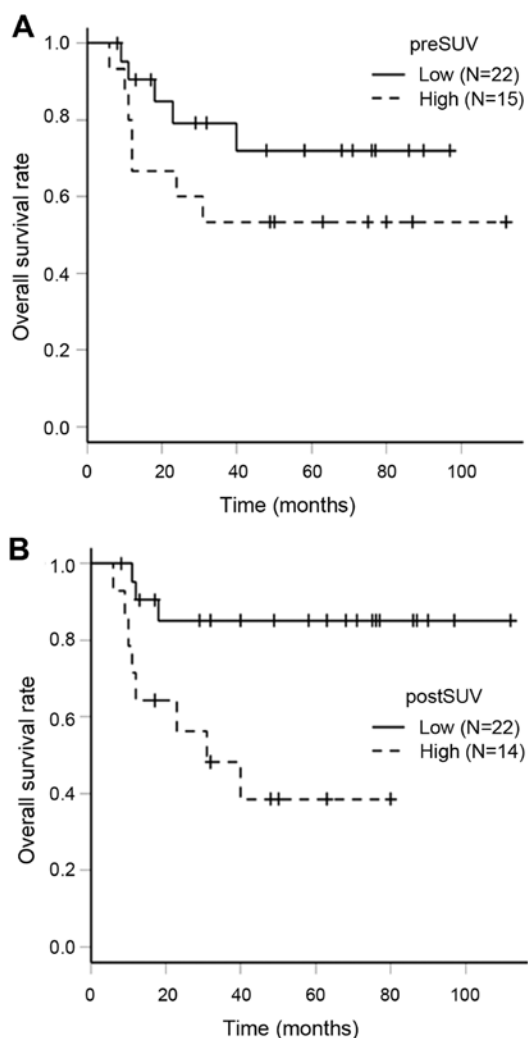 A
preSUV
Low (N=22)
High (N=15)
Overall survival rate
1.0
0.8
0.6
0.4
0.2
0.0
0 20 40 60 80 100
Time (months)
B
postSUV
Low (N=22)
High (N=14)
Overall survival rate
1.0
0.8
0.6
0.4
0.2
0.0
0 20 40 60 80 100
Time (months)